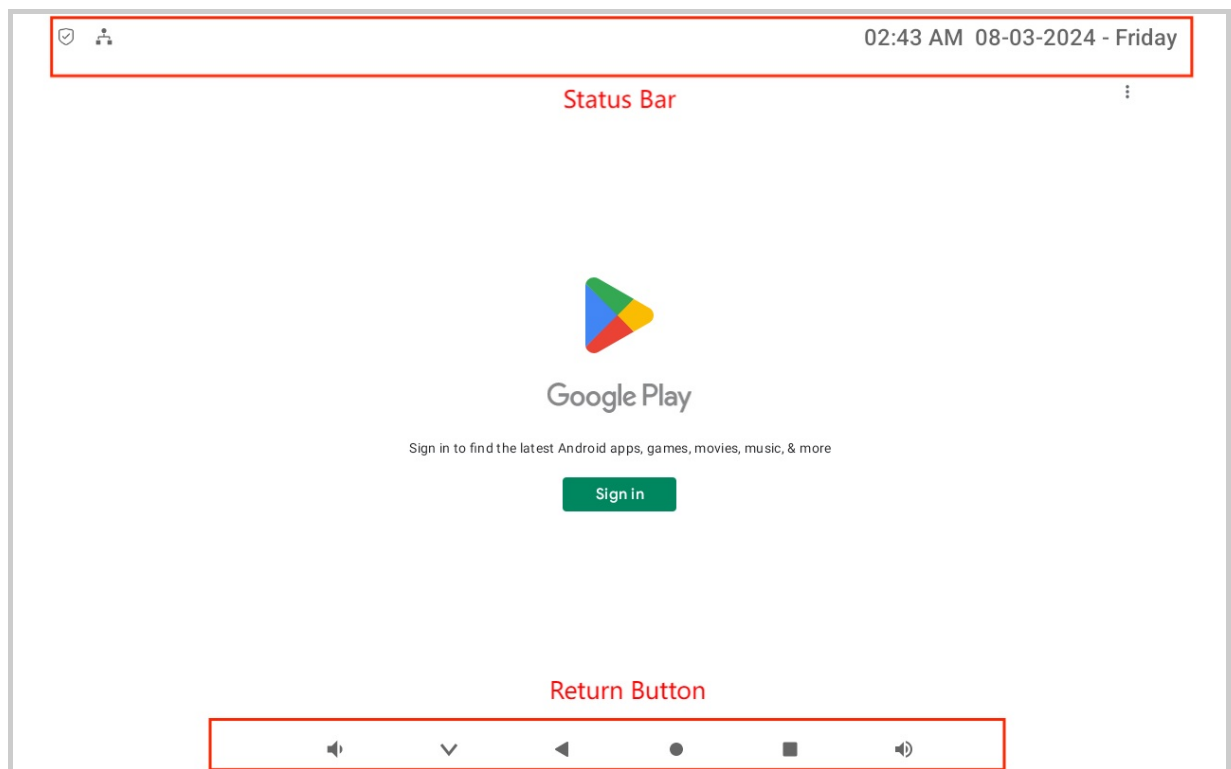 02:43 AM 08-03-2024 - Friday
Status Bar
Google Play
Sign in to find the latest Android apps, games, movies, music, & more
Sign in
Return Button